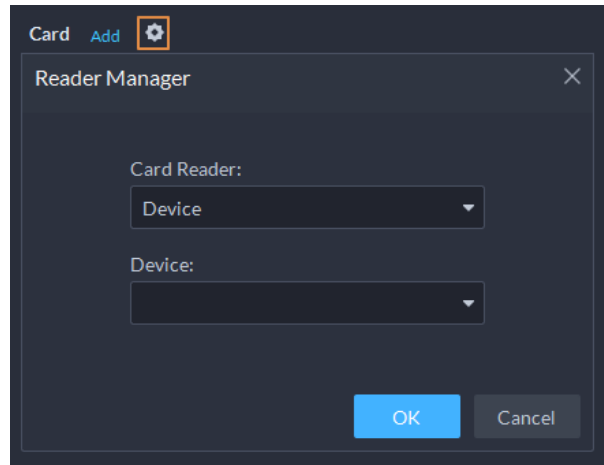 Card Add
Reader Manager
Card Reader:
Device
Device:
OK Cancel